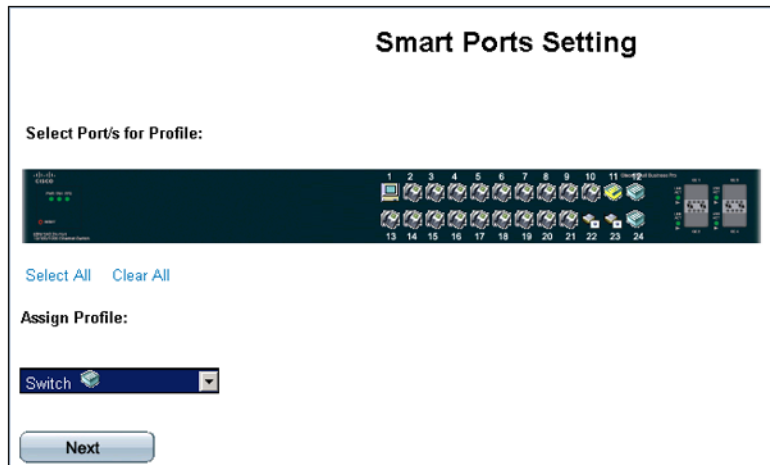 Smart Ports Setting
Select Port/s for Profile:
1 2 3 4 5 6 7 8 9 10 11 12
CISCO
13 14 15 16 17 18 19 20 21 22 23 24
Select All Clear All
Assign Profile:
Switch
Next